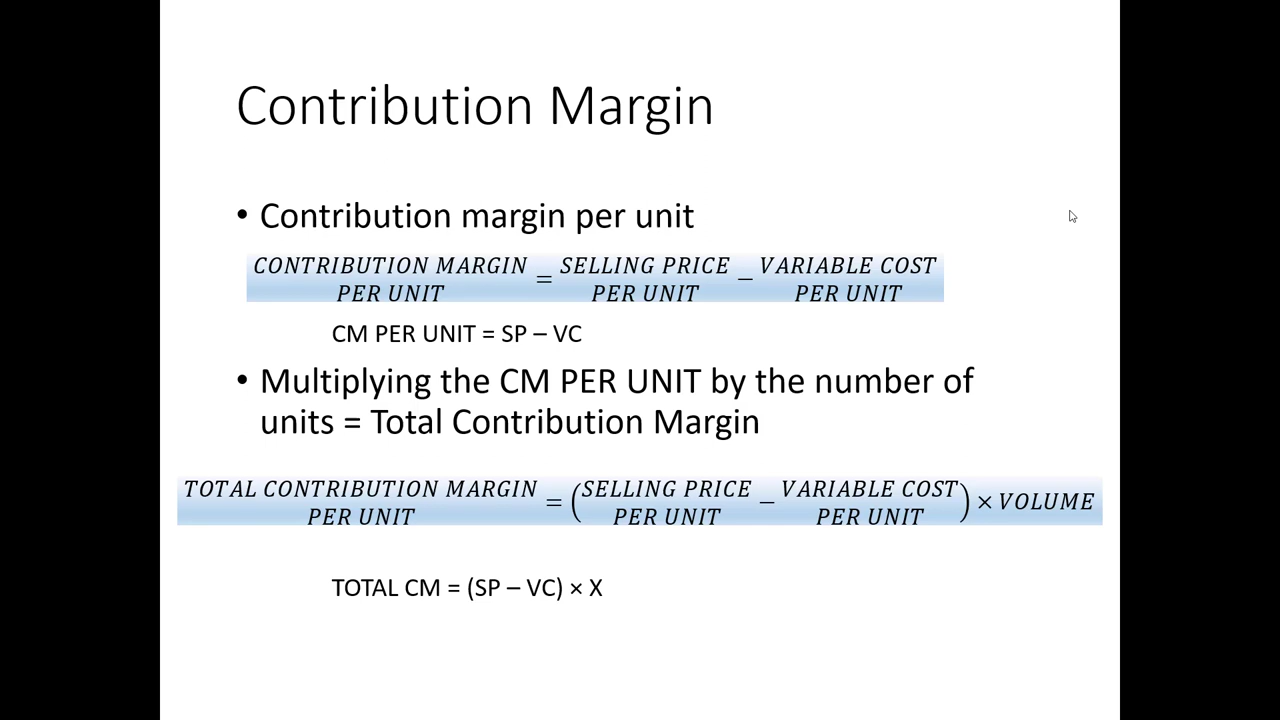 Contribution Margin
• Contribution margin per unit
CONTRIBUTION MARGIN = SELLING PRICE – VARIABLE COST
PER UNIT PER UNIT PER UNIT
CM PER UNIT = SP – VC
• Multiplying the CM PER UNIT by the number of
units = Total Contribution Margin
TOTAL CONTRIBUTION MARGIN = (SELLING PRICE – VARIABLE COST) × VOLUME
PER UNIT PER UNIT PER UNIT
TOTAL CM = (SP – VC) × X